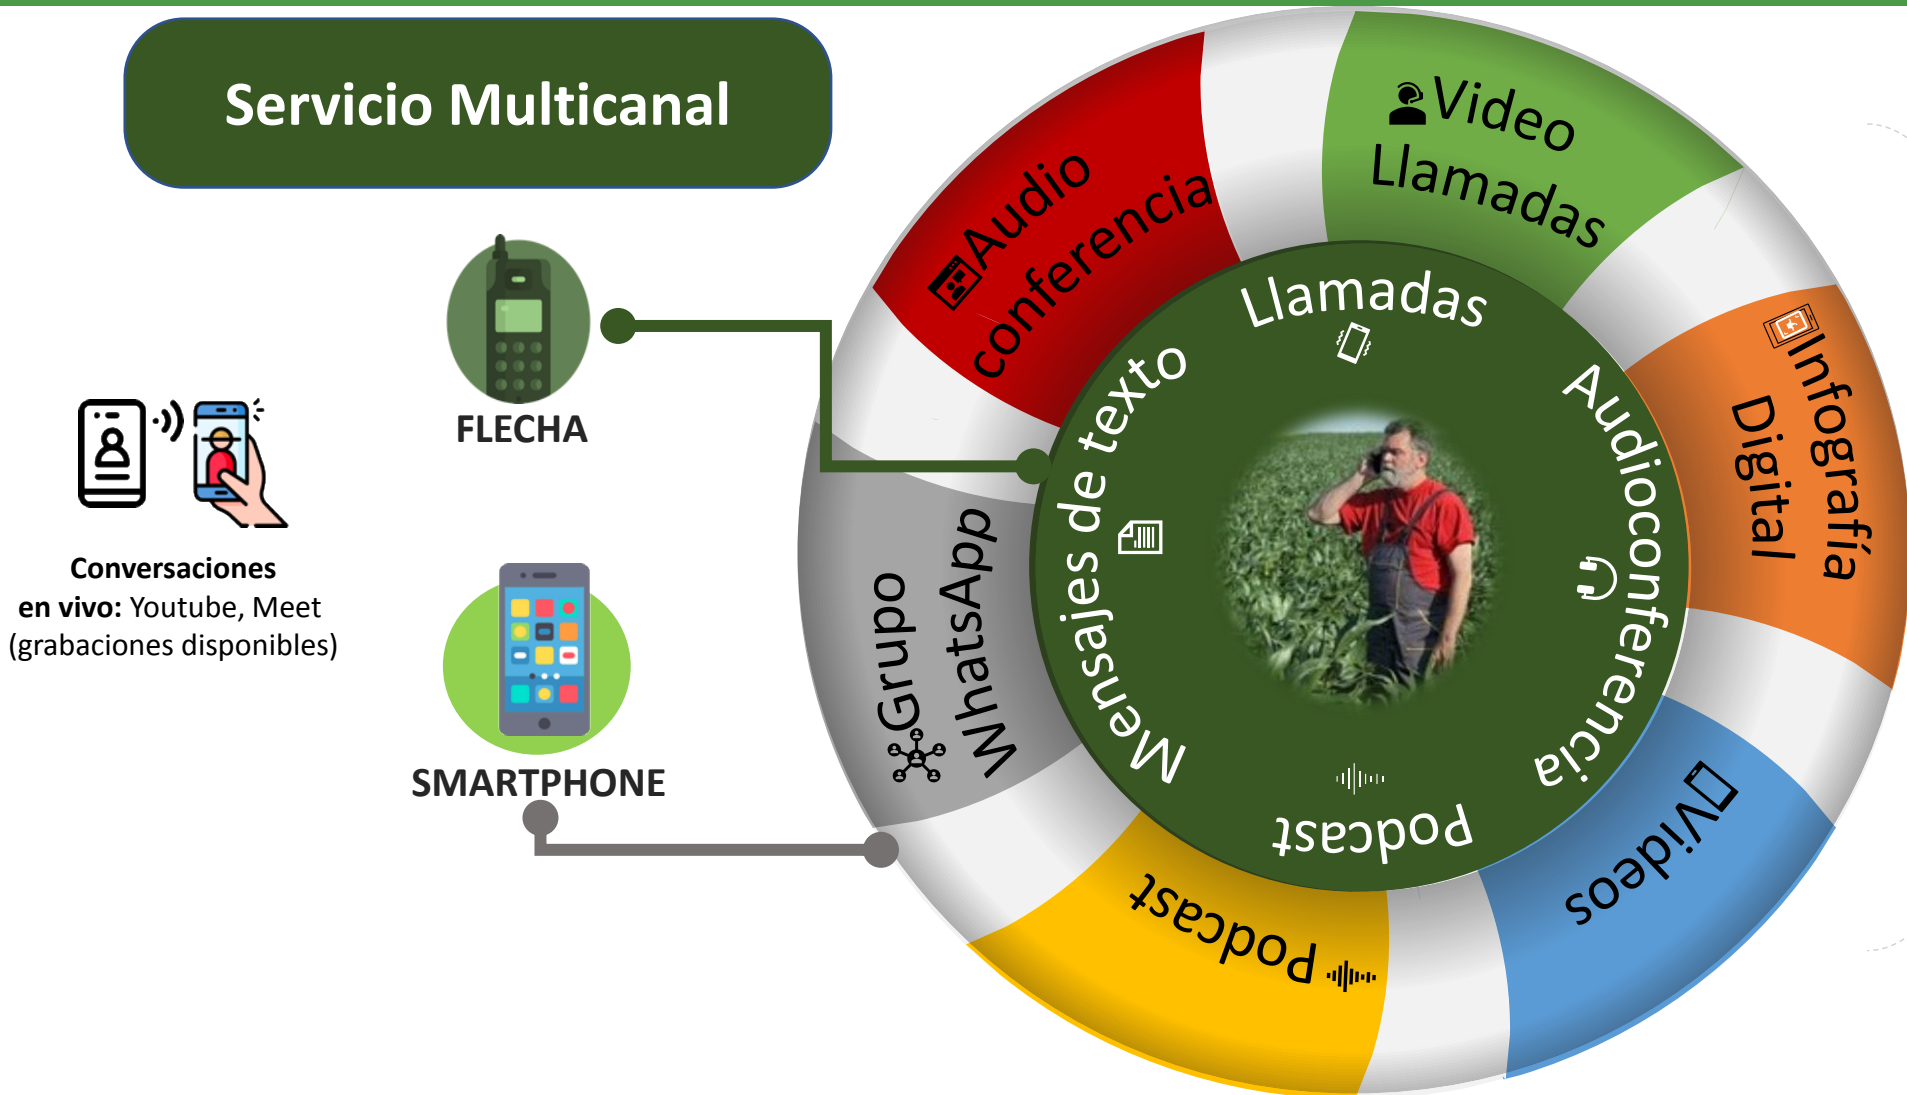 Servicio Multicanal
FLECHA
Conversaciones
en vivo: Youtube, Meet
(grabaciones disponibles)
SMARTPHONE
Audio
conferencia
Video
Llamadas
Infografía
Digital
Videos
Podcast
Grupo
WhatsApp
Llamadas
Audioconferencia
Podcast
Mensajes de texto